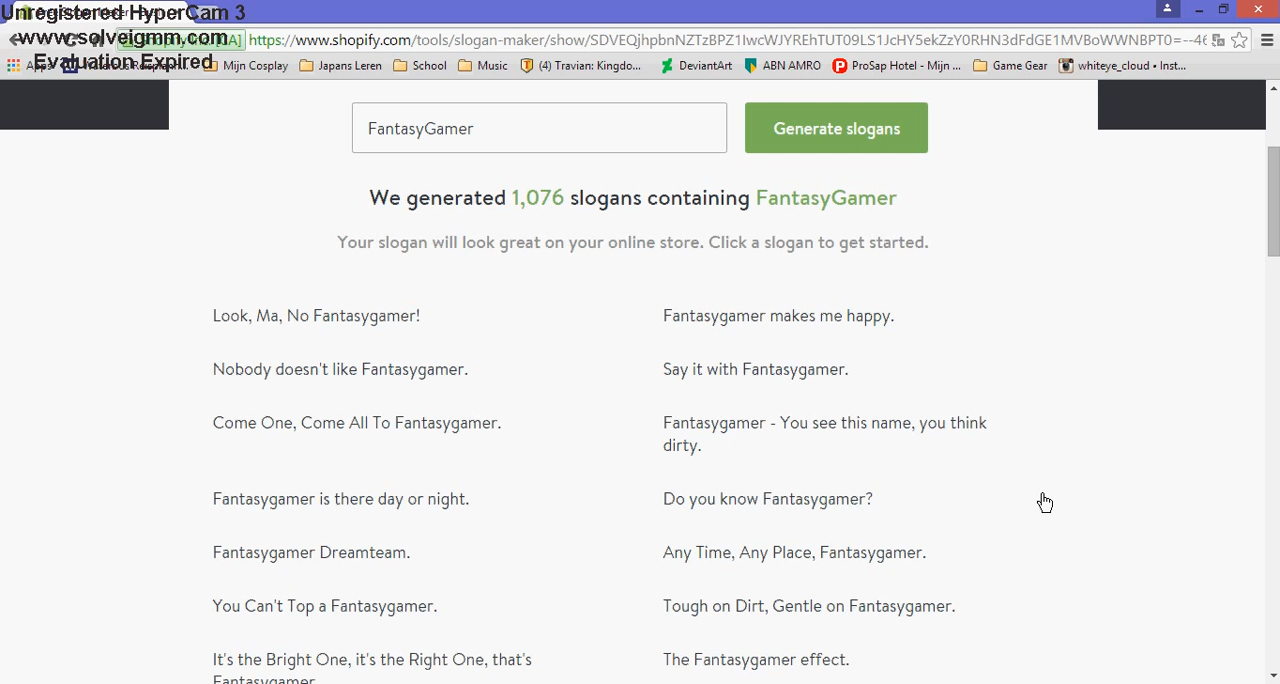 Unregistered HyperCam 3
www.solveigmm.com
Evaluation Expired
https://www.shopify.com/tools/slogan-maker/show/
Mijn Cosplay Japans Leren School Music (4) Travian: Kingdo... DeviantArt ABN AMRO ProSap Hotel - Mijn ... Game Gear whiteye_cloud • Inst...
FantasyGamer Generate slogans
We generated 1,076 slogans containing FantasyGamer
Your slogan will look great on your online store. Click a slogan to get started.
Look, Ma, No Fantasygamer!
Fantasygamer makes me happy.
Nobody doesn't like Fantasygamer.
Say it with Fantasygamer.
Come One, Come All To Fantasygamer.
Fantasygamer - You see this name, you think
dirty.
Fantasygamer is there day or night.
Do you know Fantasygamer?
Fantasygamer Dreamteam.
Any Time, Any Place, Fantasygamer.
You Can't Top a Fantasygamer.
Tough on Dirt, Gentle on Fantasygamer.
It's the Bright One, it's the Right One, that's
Fantasygamer
The Fantasygamer effect.